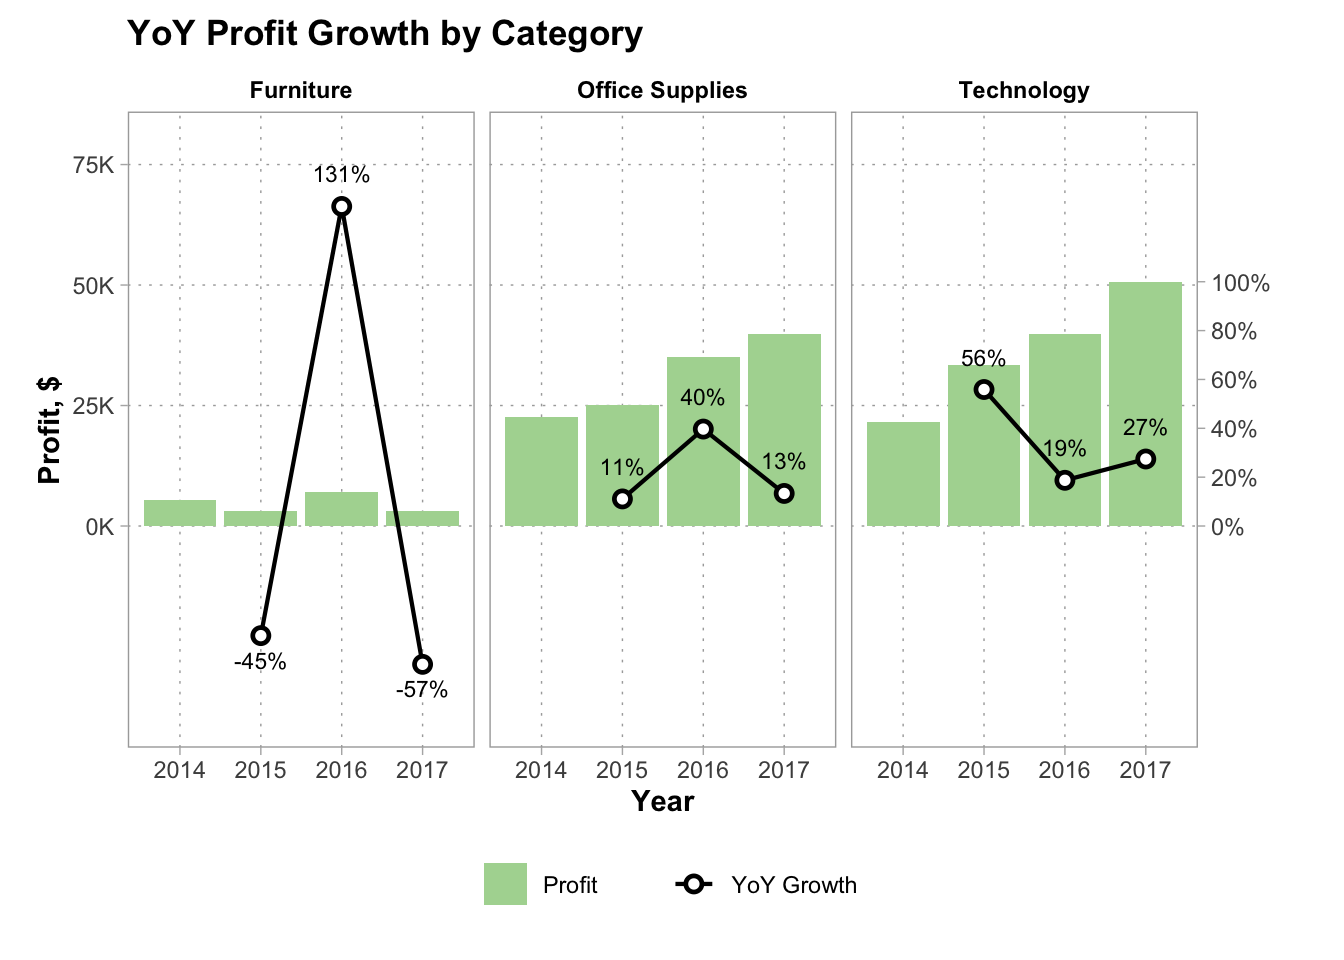 YoY Profit Growth by Category
Furniture
Office Supplies
Technology
75K
50K
25K
0K
Profit, $
131%
-45%
-57%
11%
40%
13%
56%
19%
27%
100%
80%
60%
40%
20%
0%
2014 2015 2016 2017
2014 2015 2016 2017
2014 2015 2016 2017
Year
Profit
YoY Growth